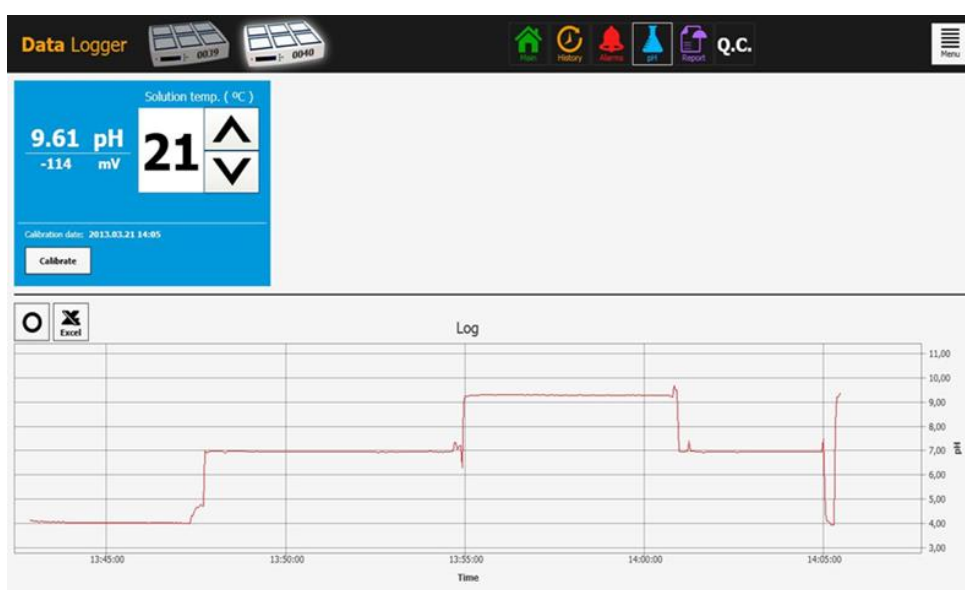 Data Logger
0039
0040
Main
History
Alarms
pH
Report
Q.C.
Menu
Solution temp. ( ºC )
9.61 pH
-114 mV
21
Calibration date: 2013.03.21 14:05
Calibrate
Excel
Log
11,00
10,00
9,00
8,00
7,00
6,00
5,00
4,00
3,00
pH
13:45:00
13:50:00
13:55:00
14:00:00
14:05:00
Time